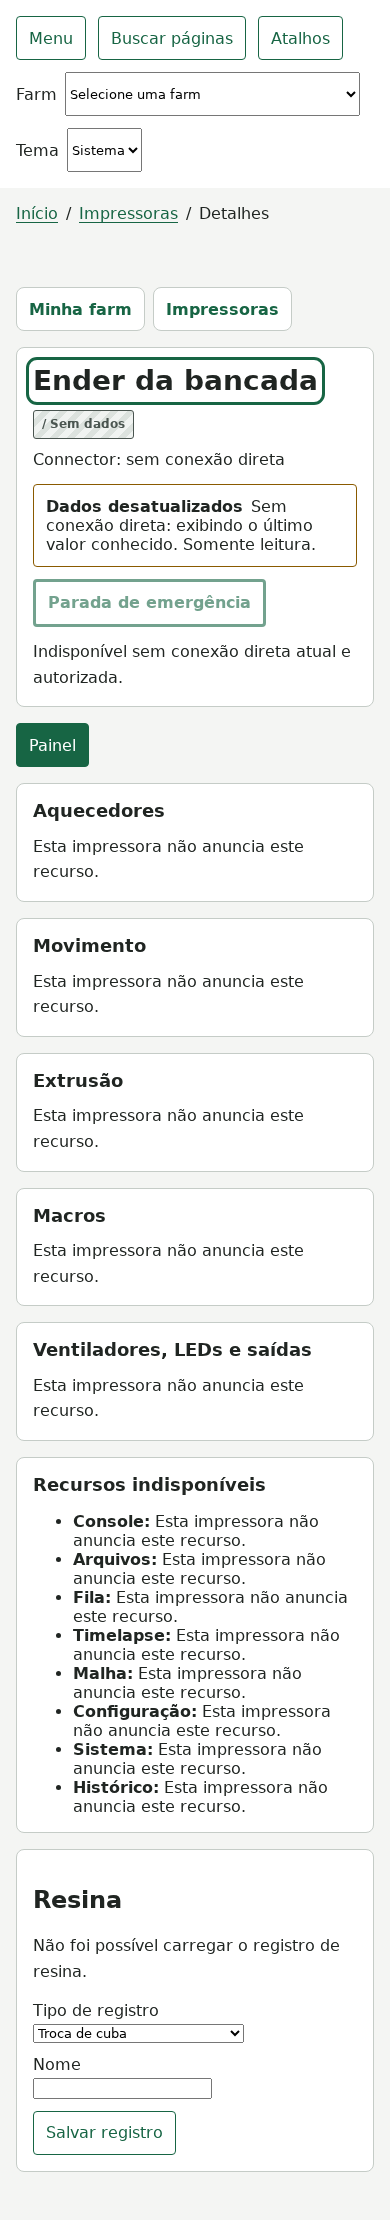 Menu Buscar páginas Atalhos
Farm Selecione uma farm
Tema Sistema
Início / Impressoras / Detalhes
Minha farm Impressoras
Ender da bancada
/ Sem dados
Connector: sem conexão direta
Dados desatualizados Sem
conexão direta: exibindo o último
valor conhecido. Somente leitura.
Parada de emergência
Indisponível sem conexão direta atual e
autorizada.
Painel
Aquecedores
Esta impressora não anuncia este
recurso.
Movimento
Esta impressora não anuncia este
recurso.
Extrusão
Esta impressora não anuncia este
recurso.
Macros
Esta impressora não anuncia este
recurso.
Ventiladores, LEDs e saídas
Esta impressora não anuncia este
recurso.
Recursos indisponíveis
• Console: Esta impressora não
anuncia este recurso.
• Arquivos: Esta impressora não
anuncia este recurso.
• Fila: Esta impressora não anuncia
este recurso.
• Timelapse: Esta impressora não
anuncia este recurso.
• Malha: Esta impressora não
anuncia este recurso.
• Configuração: Esta impressora
não anuncia este recurso.
• Sistema: Esta impressora não
anuncia este recurso.
• Histórico: Esta impressora não
anuncia este recurso.
Resina
Não foi possível carregar o registro de
resina.
Tipo de registro
Troca de cuba
Nome
Salvar registro